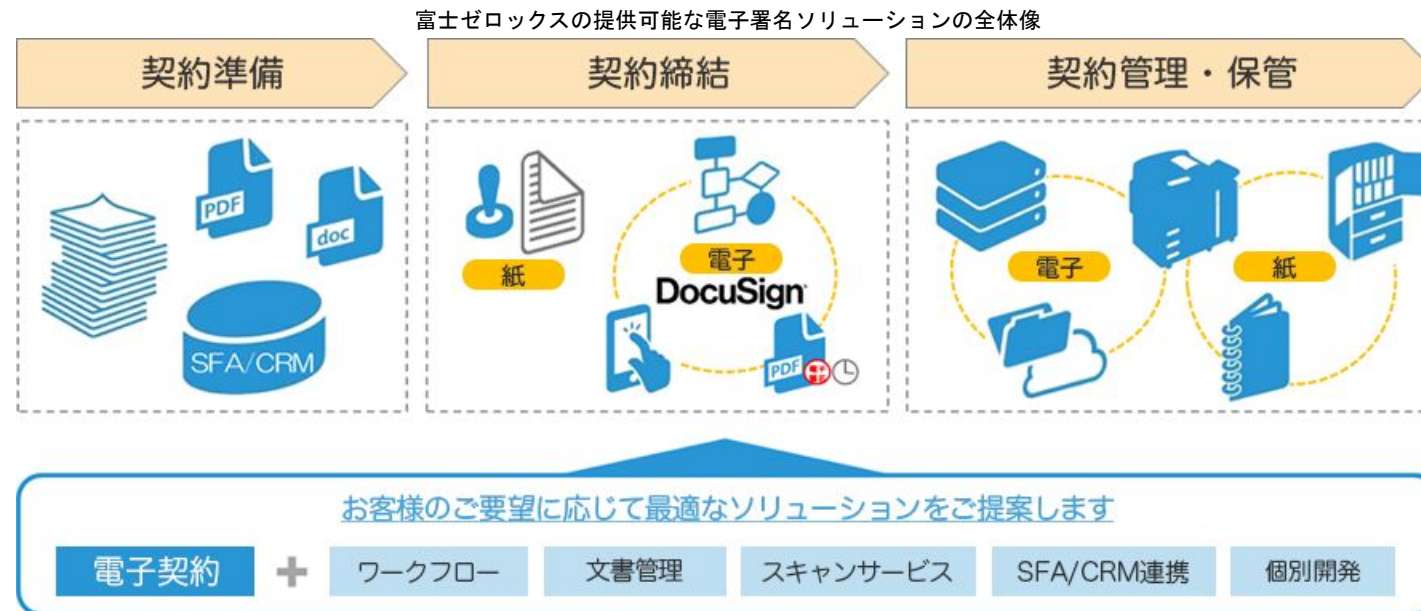 富士ゼロックスの提供可能な電子署名ソリューションの全体像
契約準備
契約締結
契約管理・保管
PDF
doc
SFA/CRM
紙
電子
DocuSign
PDF
電子
紙
お客様のご要望に応じて最適なソリューションをご提案します
電子契約
+
ワークフロー
文書管理
スキャンサービス
SFA/CRM連携
個別開発